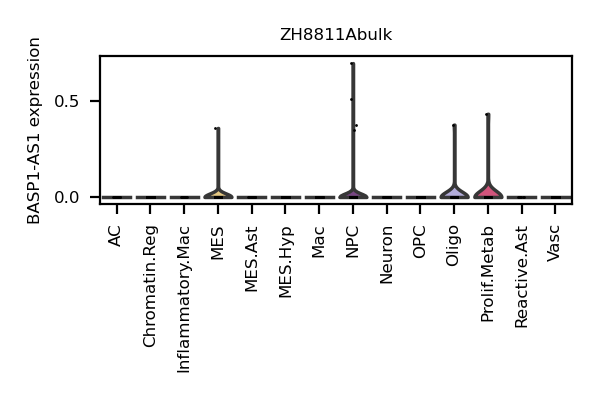 ZH8811Abulk
BASP1-AS1 expression
0.5
0.0
AC
Chromatin.Reg
Inflammatory.Mac
MES
MES.Ast
MES.Hyp
Mac
NPC
Neuron
OPC
Oligo
Prolif.Metab
Reactive.Ast
Vasc